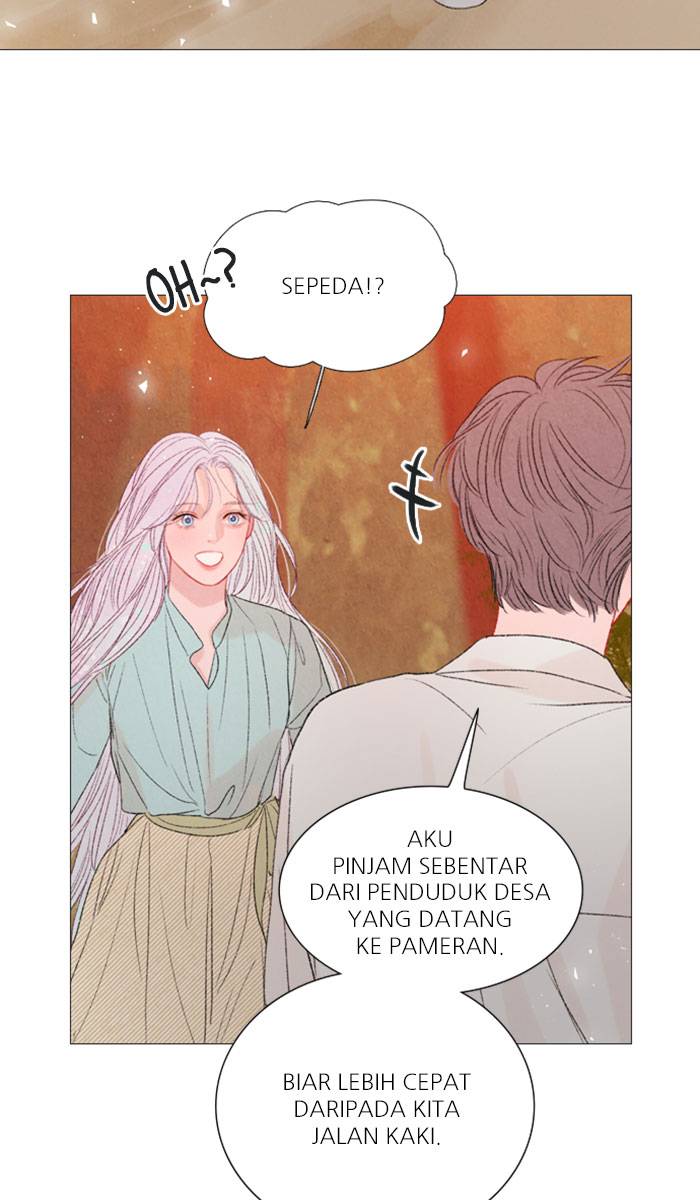 OH~?
SEPEDA!?
AKU
PINJAM SEBENTAR
DARI PENDUDUK DESA
YANG DATANG
KE PAMERAN.
BIAR LEBIH CEPAT
DARIPADA KITA
JALAN KAKI.